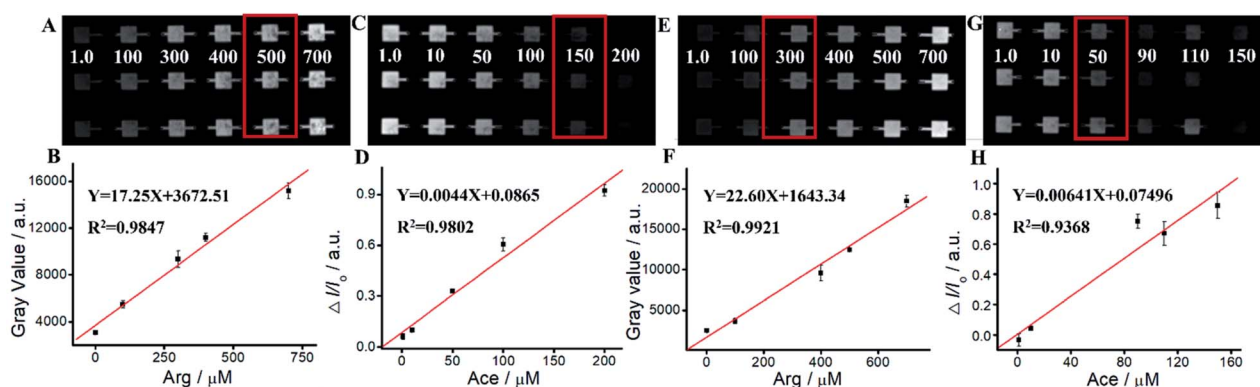 A
1.0 100 300 400 500 700
C
1.0 10 50 100 150 200
E
1.0 100 300 400 500 700
G
1.0 10 50 90 110 150
B
Y=17.25X+3672.51
R²=0.9847
16000
12000
8000
4000
Gray Value / a.u.
0 250 500 750
Arg / μM
D
Y=0.0044X+0.0865
R²=0.9802
0.9
0.6
0.3
0.0
△ I/Iₒ / a.u.
0 50 100 150 200
Ace / μM
F
Y=22.60X+1643.34
R²=0.9921
20000
15000
10000
5000
Gray value / a.u.
0 200 400 600
Arg / μM
H
Y=0.00641X+0.07496
R²=0.9368
1.0
0.8
0.6
0.4
0.2
0.0
△ I/Iₒ / a.u.
0 40 80 120 160
Ace / μM